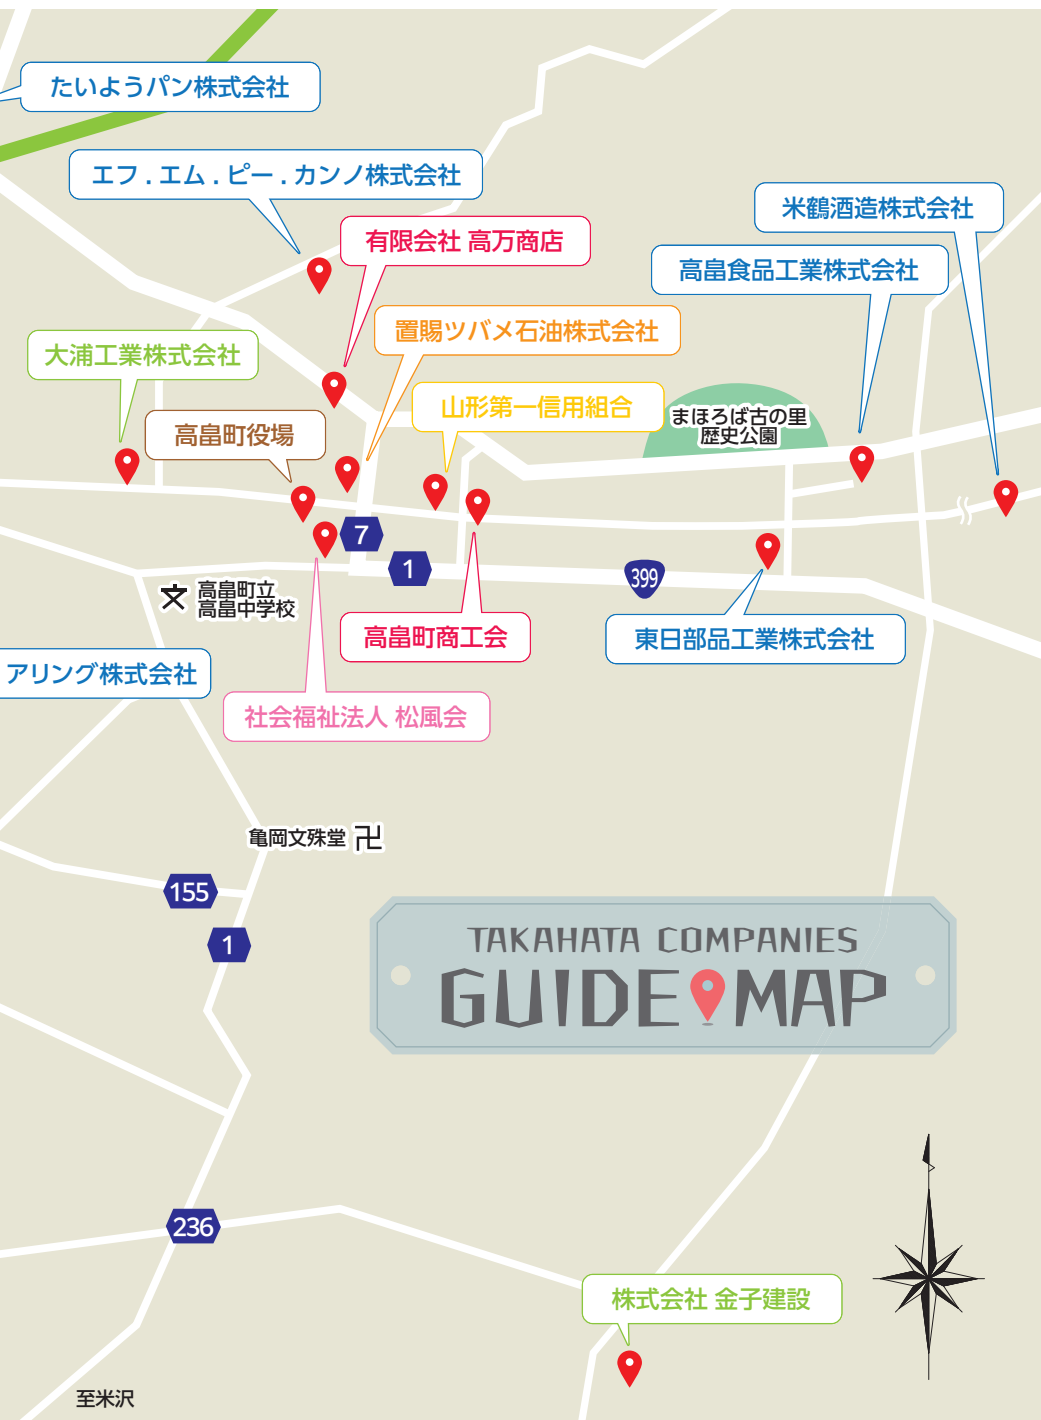 たいようパン株式会社
エフ．エム．ピー．カンノ株式会社
米鶴酒造株式会社
有限会社 高万商店
高畠食品工業株式会社
置賜ツバメ石油株式会社
大浦工業株式会社
山形第一信用組合
まほろば古の里
歴史公園
高畠町役場
7
1
399
高畠町立
高畠中学校
高畠町商工会
東日部品工業株式会社
アリング株式会社
社会福祉法人 松風会
亀岡文殊堂 卍
155
1
TAKAHATA COMPANIES
GUIDE MAP
236
株式会社 金子建設
至米沢